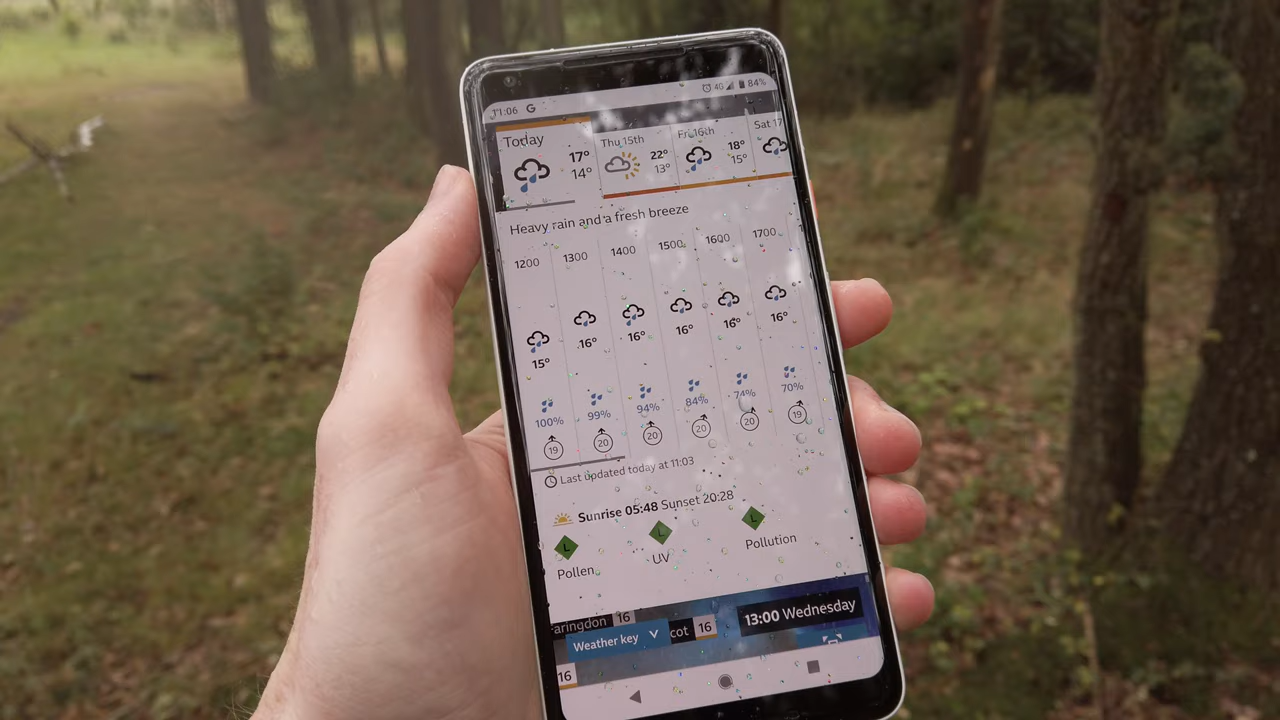 11:06 G 4G 84%
Today Thu 15th Fri 16th Sat 17
17° 22° 18°
14° 13° 15°
Heavy rain and a fresh breeze
1200 1300 1400 1500 1600 1700
15° 16° 16° 16° 16° 16°
100% 99% 94% 84% 74% 70%
19 20 20 20 20 19
Last updated today at 11:03
Sunrise 05:48 Sunset 20:28
L L L
Pollen UV Pollution
aringdon 16 13:00 Wednesday
Weather key cot 16
16